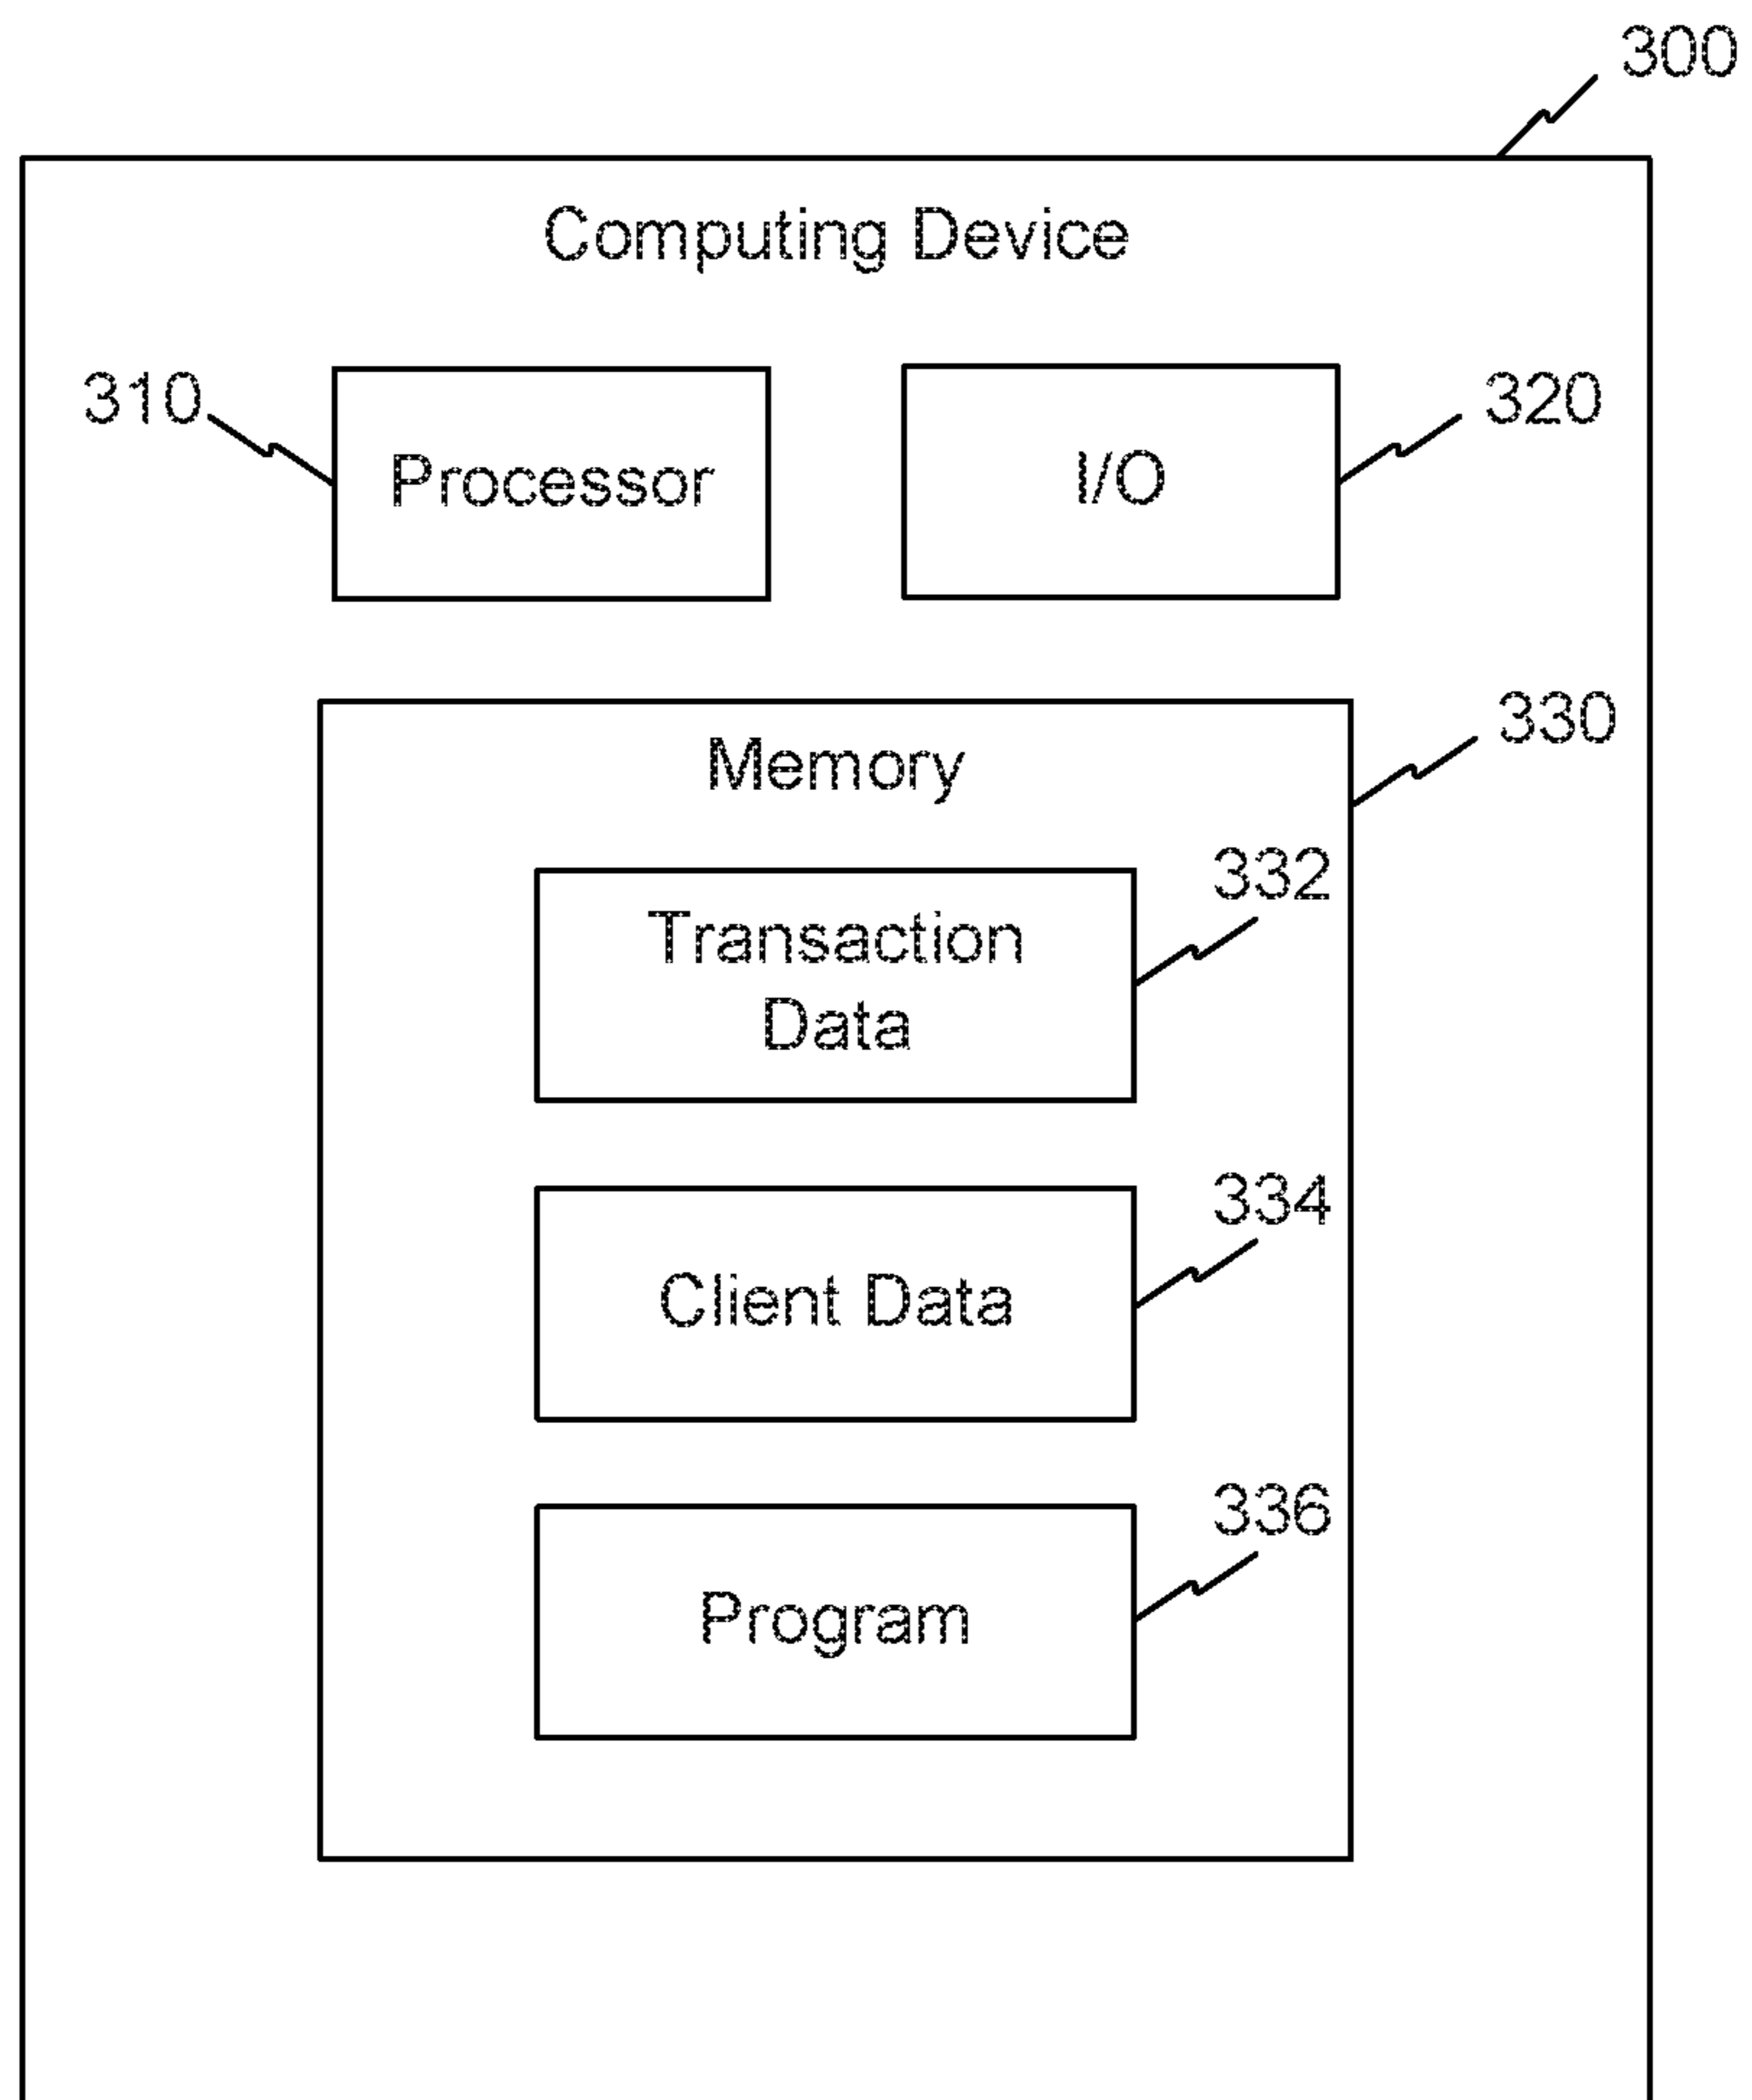 300
Computing Device
310
Processor
I/O
320
Memory
330
332
Transaction
Data
334
Client Data
336
Program